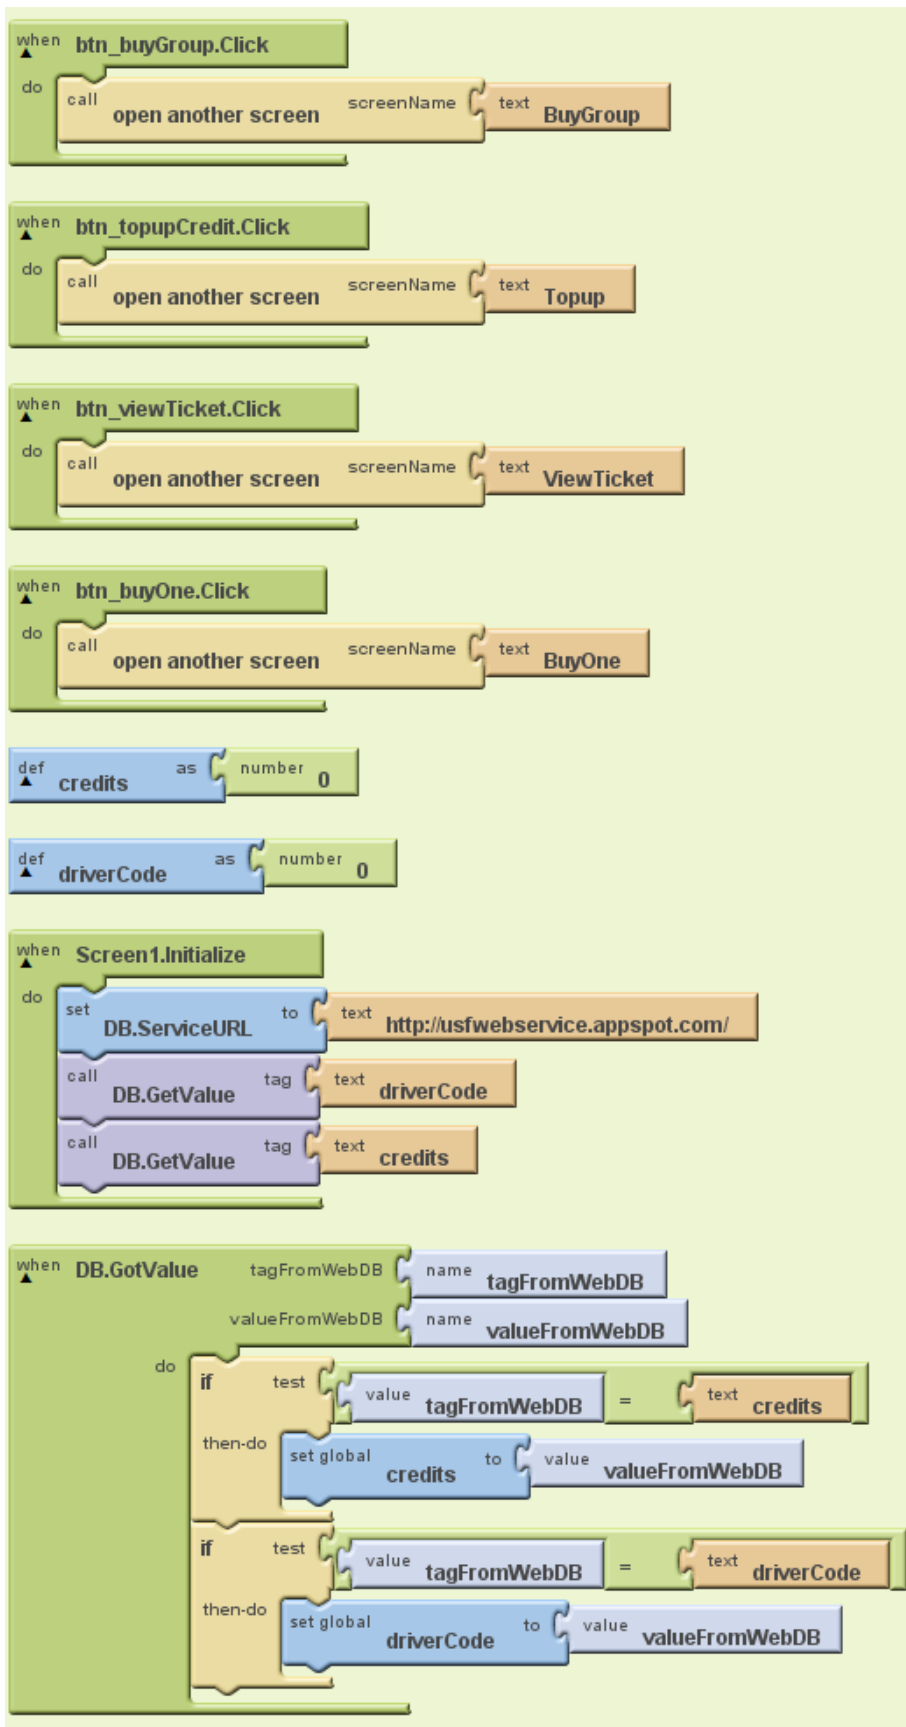 when btn_buyGroup.Click
do call open another screen screenName text BuyGroup
when btn_topupCredit.Click
do call open another screen screenName text Topup
when btn_viewTicket.Click
do call open another screen screenName text ViewTicket
when btn_buyOne.Click
do call open another screen screenName text BuyOne
def credits as number 0
def driverCode as number 0
when Screen1.Initialize
do set DB.ServiceURL to text http://usfwebservice.appspot.com/
call DB.GetValue tag text driverCode
call DB.GetValue tag text credits
when DB.GotValue tagFromWebDB name tagFromWebDB
valueFromWebDB name valueFromWebDB
do
if test value tagFromWebDB = text credits
then-do set global credits to value valueFromWebDB
if test value tagFromWebDB = text driverCode
then-do set global driverCode to value valueFromWebDB